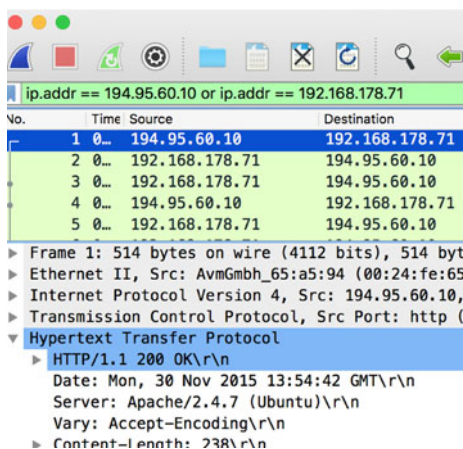 ip.addr == 194.95.60.10 or ip.addr == 192.168.178.71
No. Time Source Destination
1 0… 194.95.60.10 192.168.178.71
2 0… 192.168.178.71 194.95.60.10
3 0… 192.168.178.71 194.95.60.10
4 0… 194.95.60.10 192.168.178.71
5 0… 192.168.178.71 194.95.60.10
Frame 1: 514 bytes on wire (4112 bits), 514 byt
Ethernet II, Src: AvmGmbh_65:a5:94 (00:24:fe:65
Internet Protocol Version 4, Src: 194.95.60.10,
Transmission Control Protocol, Src Port: http (
Hypertext Transfer Protocol
HTTP/1.1 200 OK\r\n
Date: Mon, 30 Nov 2015 13:54:42 GMT\r\n
Server: Apache/2.4.7 (Ubuntu)\r\n
Vary: Accept-Encoding\r\n
Content-Length: 238\r\n